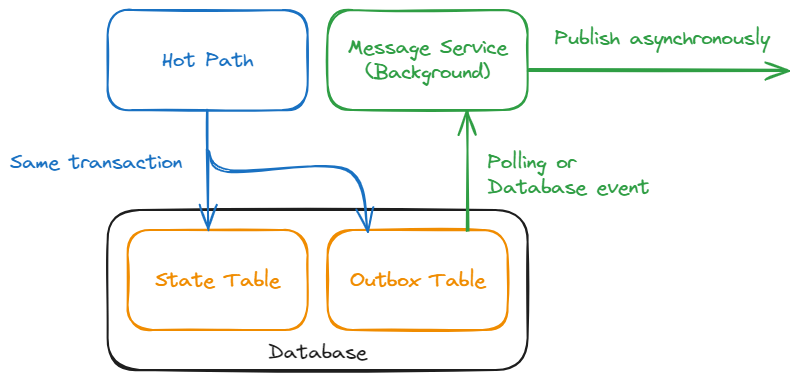 Hot Path
Message Service
(Background)
Publish asynchronously
Same transaction
Polling or
Database event
State Table
Outbox Table
Database